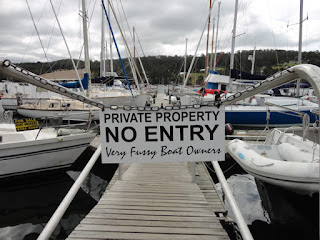 PRIVATE PROPERTY
NO ENTRY
Very Fussy Boat Owners